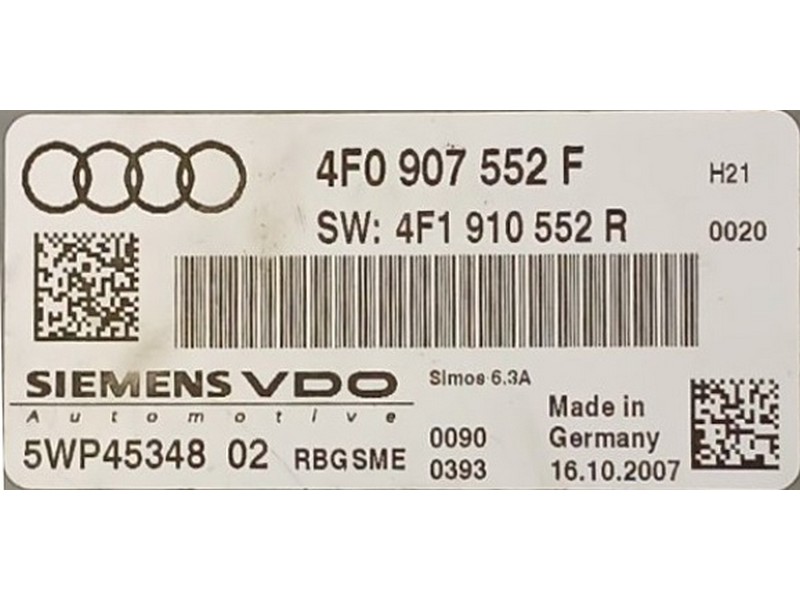 4F0 907 552 F H21
SW: 4F1 910 552 R 0020
SIEMENS VDO Simos 6.3A
Automotive
Made in
0090 Germany
5WP45348 02 RBGSME
0393 16.10.2007